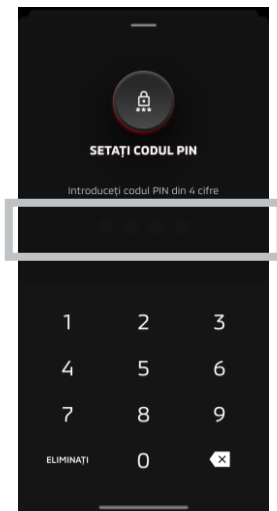 SETAȚI CODUL PIN
Introduceți codul PIN din 4 cifre
1 2 3
4 5 6
7 8 9
ELIMINAȚI 0